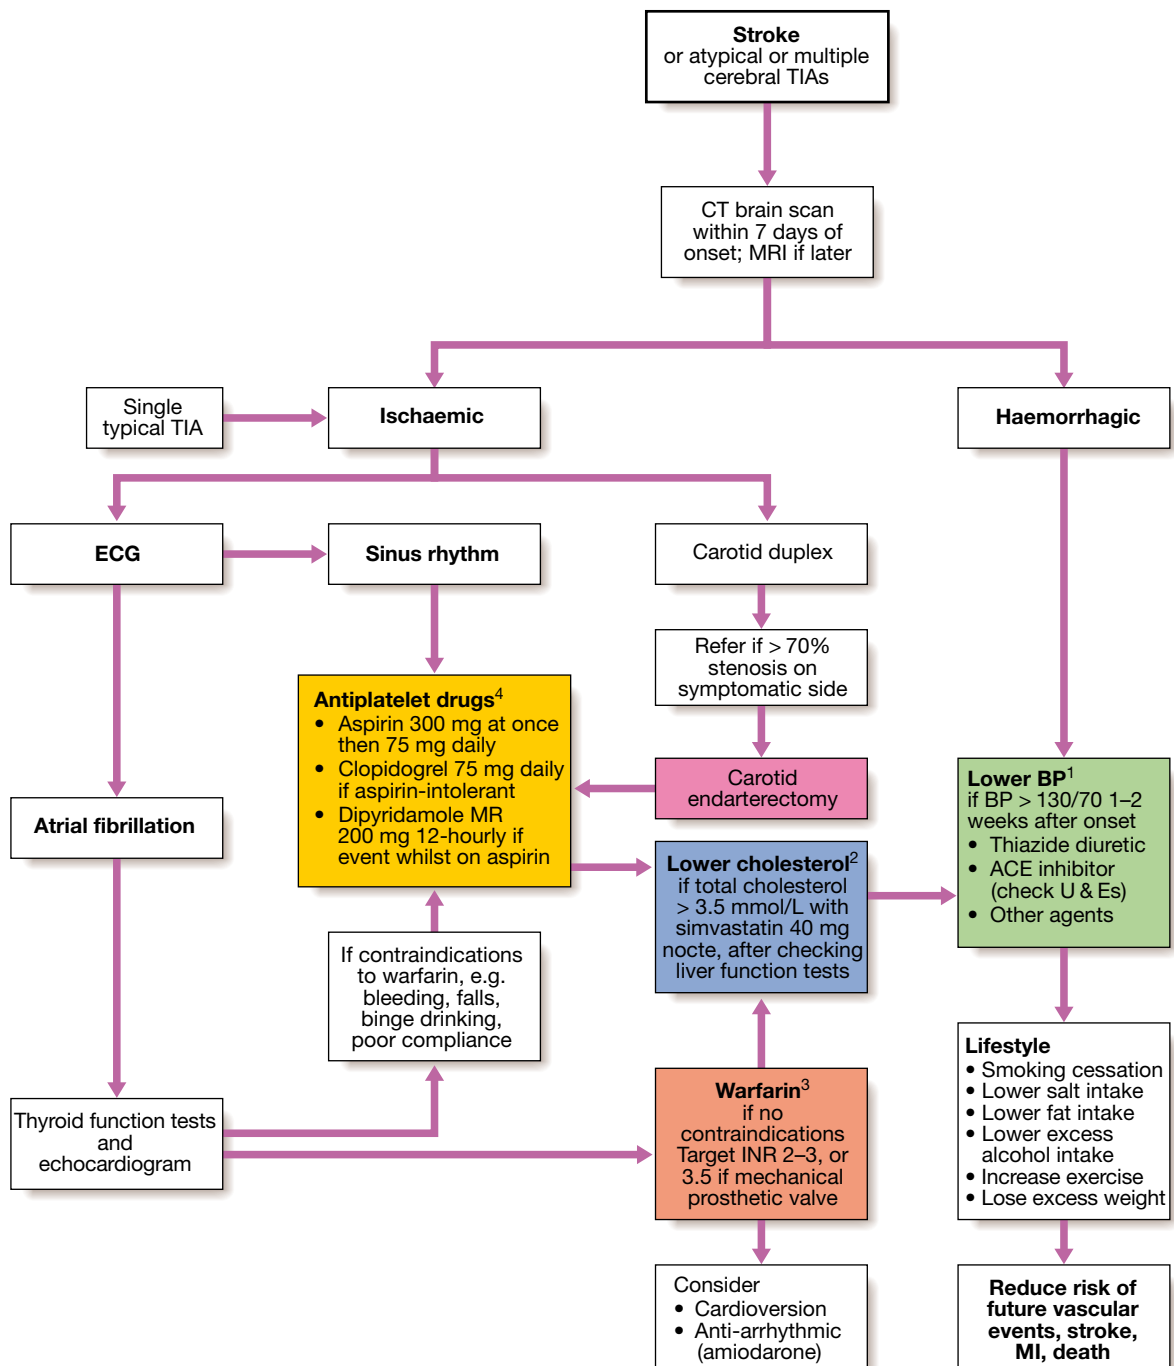 Stroke
or atypical or multiple
cerebral TIAs
CT brain scan
within 7 days of
onset; MRI if later
Single
typical TIA
Ischaemic
Haemorrhagic
ECG
Sinus rhythm
Carotid duplex
Refer if > 70%
stenosis on
symptomatic side
Antiplatelet drugs4
• Aspirin 300 mg at once
then 75 mg daily
• Clopidogrel 75 mg daily
if aspirin-intolerant
• Dipyridamole MR
200 mg 12-hourly if
event whilst on aspirin
Carotid
endarterectomy
Lower BP1
if BP > 130/70 1–2
weeks after onset
• Thiazide diuretic
• ACE inhibitor
(check U & Es)
• Other agents
Atrial fibrillation
Lower cholesterol2
if total cholesterol
> 3.5 mmol/L with
simvastatin 40 mg
nocte, after checking
liver function tests
If contraindications
to warfarin, e.g.
bleeding, falls,
binge drinking,
poor compliance
Lifestyle
• Smoking cessation
• Lower salt intake
• Lower fat intake
• Lower excess
alcohol intake
• Increase exercise
• Lose excess weight
Thyroid function tests
and
echocardiogram
Warfarin3
if no
contraindications
Target INR 2–3, or
3.5 if mechanical
prosthetic valve
Consider
• Cardioversion
• Anti-arrhythmic
(amiodarone)
Reduce risk of
future vascular
events, stroke,
MI, death